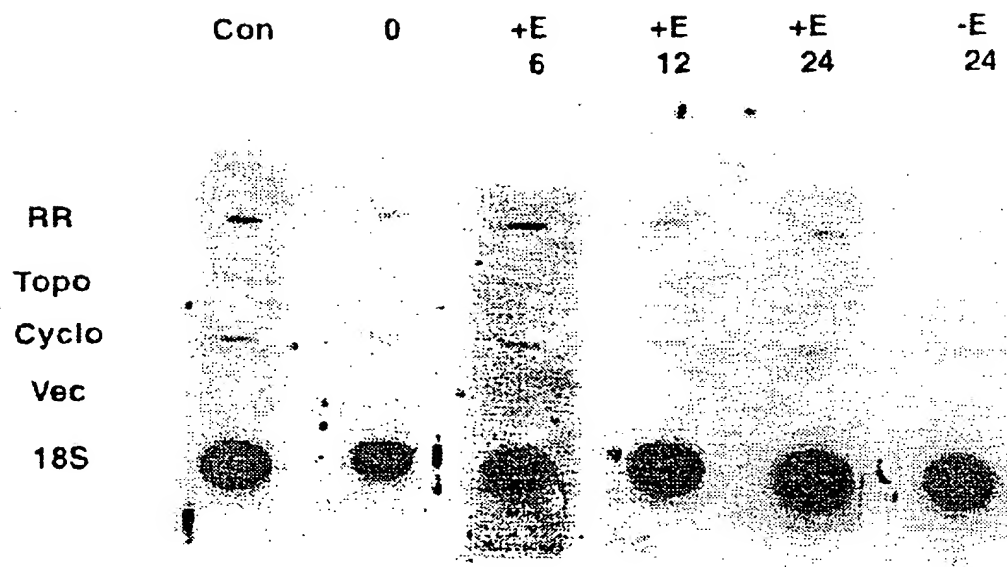 Con 0 +E +E +E -E
6 12 24 24
RR
Topo
Cyclo
Vec
18S